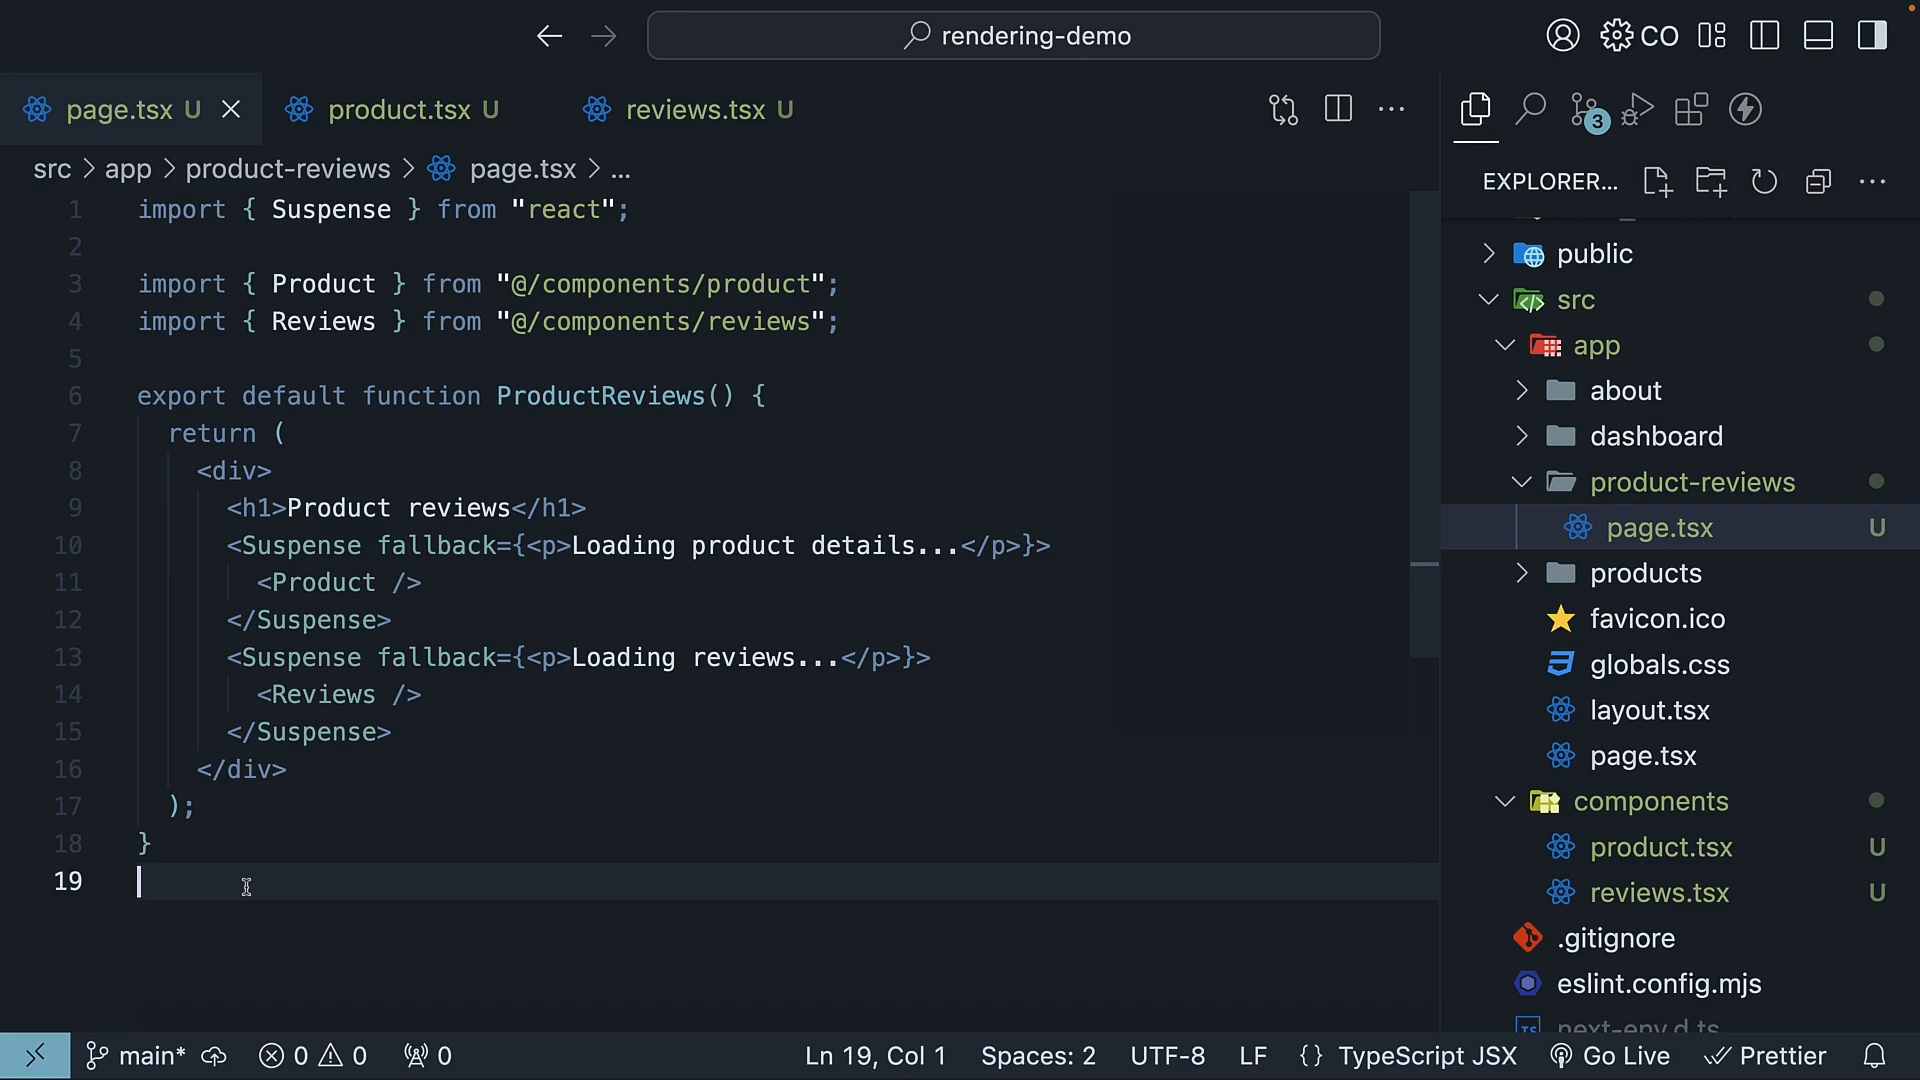 rendering-demo
CO
page.tsx U
product.tsx U
reviews.tsx U
3
src > app > product-reviews > page.tsx > ...
EXPLORER...
1 import { Suspense } from "react";
2
3 import { Product } from "@/components/product";
4 import { Reviews } from "@/components/reviews";
5
6 export default function ProductReviews() {
7 return (
8 <div>
9 <h1>Product reviews</h1>
10 <Suspense fallback={<p>Loading product details...</p>}>
11 <Product />
12 </Suspense>
13 <Suspense fallback={<p>Loading reviews...</p>}>
14 <Reviews />
15 </Suspense>
16 </div>
17 );
18 }
19
public
src
app
about
dashboard
product-reviews
page.tsx U
products
favicon.ico
globals.css
layout.tsx
page.tsx
components
product.tsx U
reviews.tsx U
.gitignore
eslint.config.mjs
TS next-env.d.ts
main* 0 0 0 Ln 19, Col 1 Spaces: 2 UTF-8 LF {} TypeScript JSX Go Live Prettier